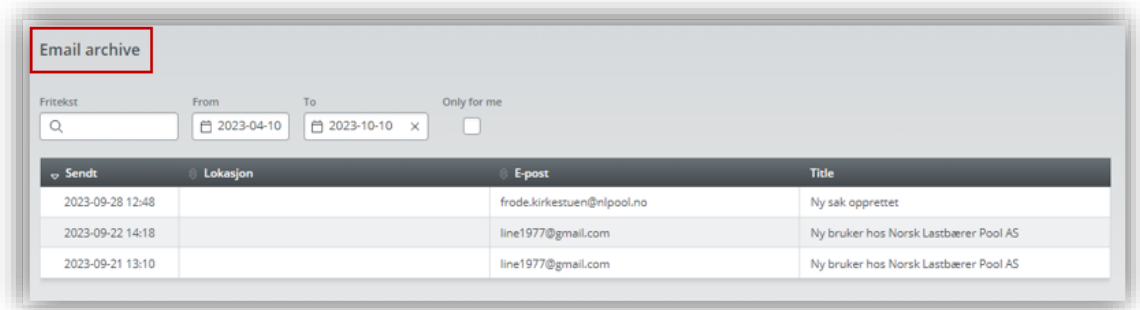 Email archive
Fritekst From To Only for me
2023-04-10 2023-10-10
Sendt Lokasjon E-post Title
2023-09-28 12:48 frode.kirkestuen@nlpool.no Ny sak opprettet
2023-09-22 14:18 line1977@gmail.com Ny bruker hos Norsk Lastbærer Pool AS
2023-09-21 13:10 line1977@gmail.com Ny bruker hos Norsk Lastbærer Pool AS